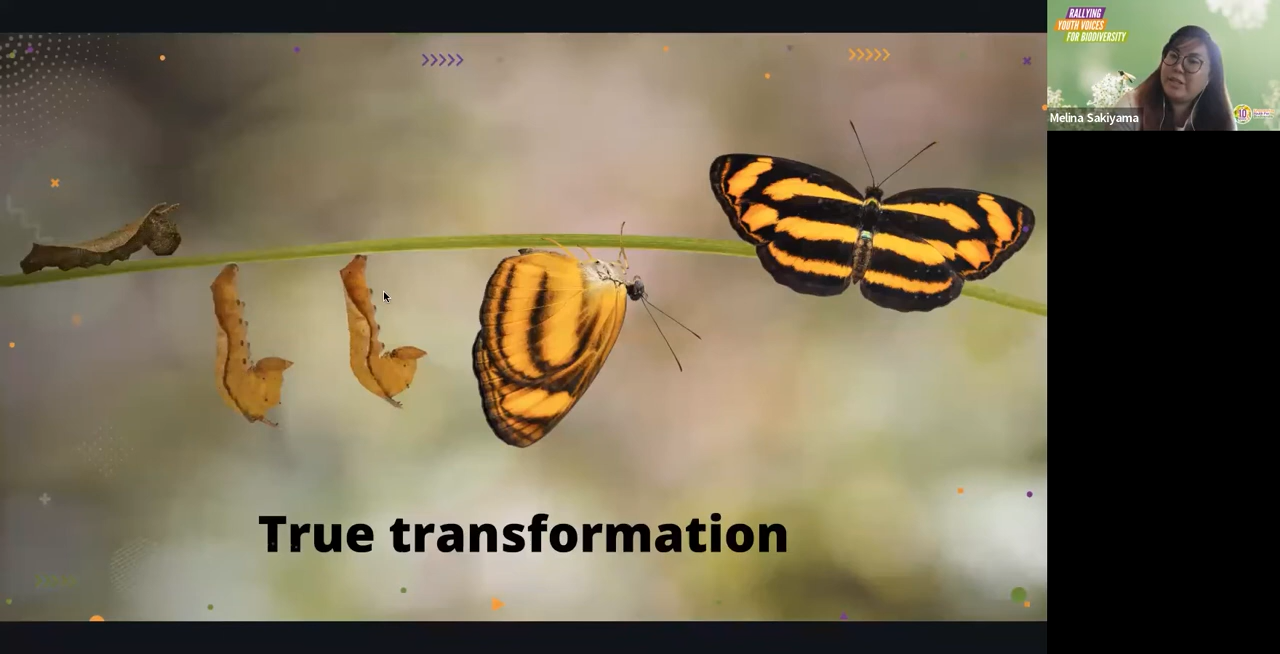 True transformation
RALLYING
YOUTH VOICES
FOR BIODIVERSITY
Melina Sakiyama